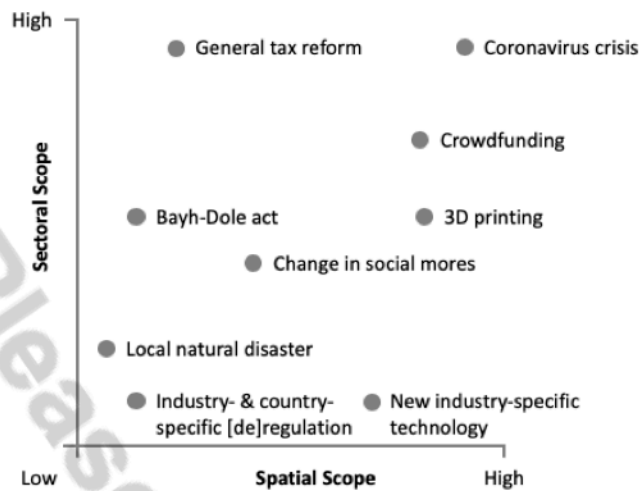 High
General tax reform
Coronavirus crisis
Crowdfunding
Sectoral Scope
Bayh-Dole act
3D printing
Change in social mores
Local natural disaster
Industry- & country-
specific [de]regulation
New industry-specific
technology
Low
Spatial Scope
High
Please